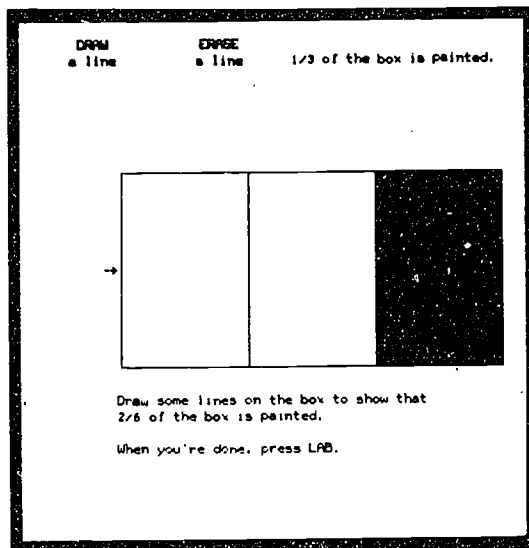 DRAW
a line
ERASE
a line
1/3 of the box is painted.
→
Draw some lines on the box to show that
2/6 of the box is painted.
When you're done, press LAB.